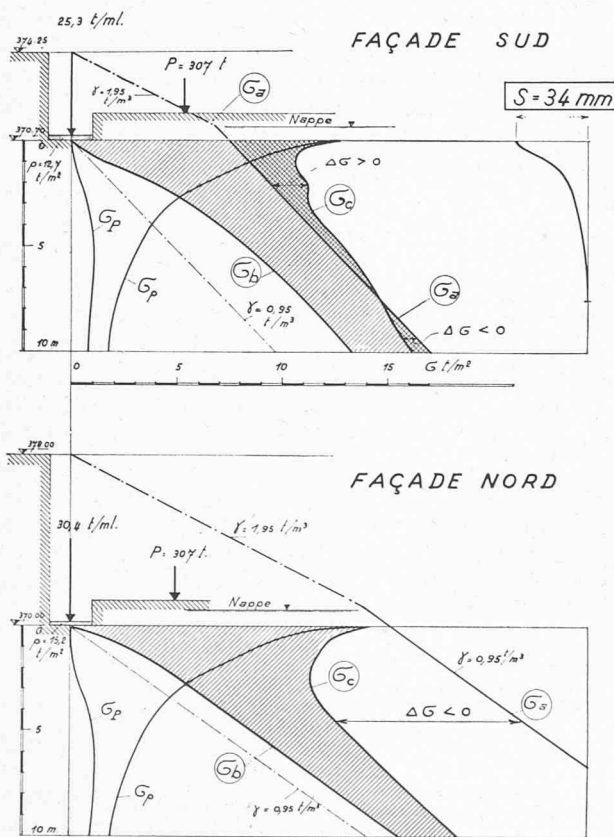 25,3 t/ml.
FAÇADE SUD
374.25
P = 307 t
γ = 1,95 t/m³
σa
S = 34 mm
Nappe
370.70
0
p = 12,7 t/m²
Δσ > 0
σc
5
σp
σp
σb
σa
γ = 0,95 t/m³
Δσ < 0
10 m
0
5
10
15
σ t/m²
378.00
FAÇADE NORD
30,4 t/ml.
γ = 1,95 t/m³
P = 307 t.
Nappe
370.00
0
p = 15,2 t/m²
γ = 0,95 t/m³
σc
σa
σp
Δσ < 0
5
σb
σp
γ = 0,95 t/m³
10 m